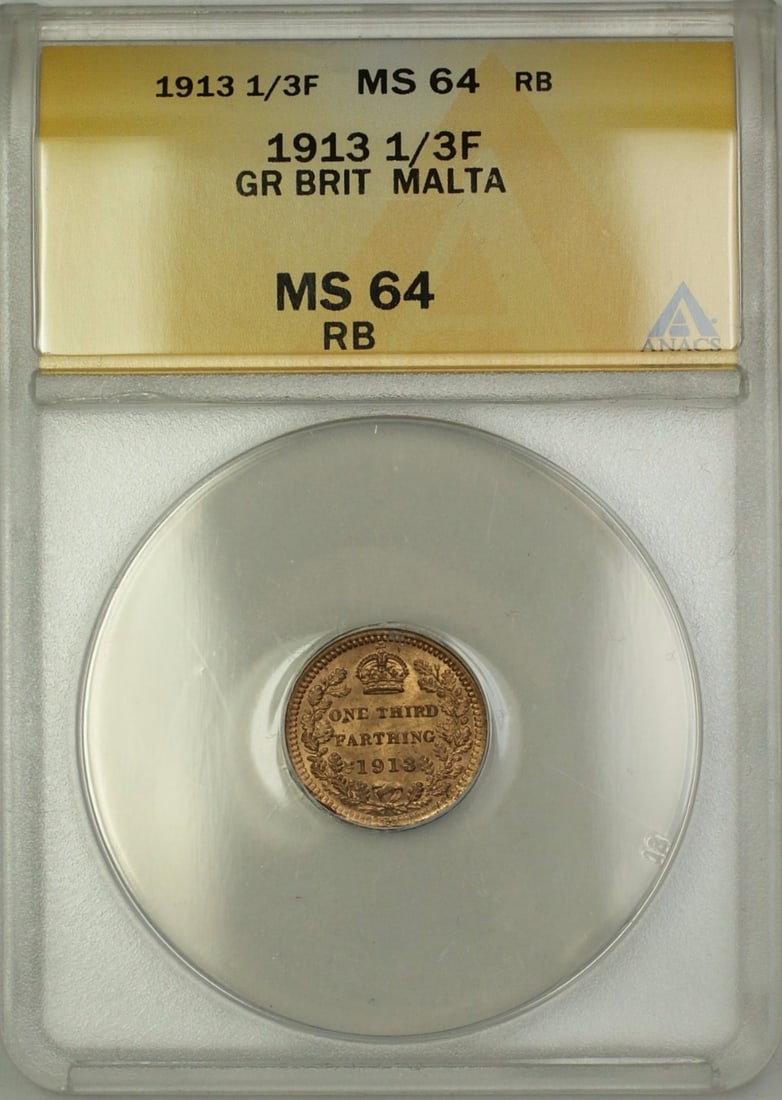 1913 1/3F MS 64 RB
1913 1/3F
GR BRIT MALTA
MS 64
RB
ANACS
ONE THIRD
FARTHING
1913